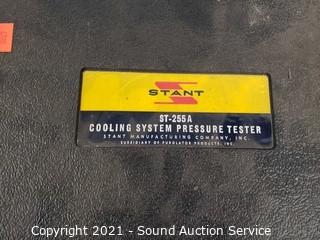 STANT
ST-255A
COOLING SYSTEM PRESSURE TESTER
STANT MANUFACTURING COMPANY, INC.
SUBSIDIARY OF PUROLATOR PRODUCTS, INC.
Copyright 2021 - Sound Auction Service